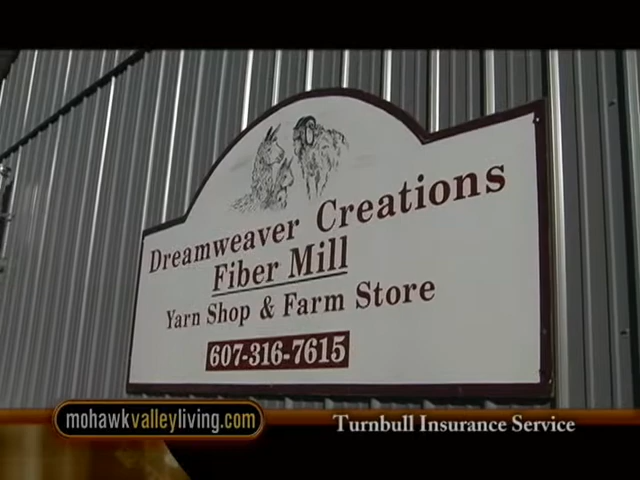 Dreamweaver Creations
Fiber Mill
Yarn Shop & Farm Store
607-316-7615
mohawkvalleyliving.com
Turnbull Insurance Service